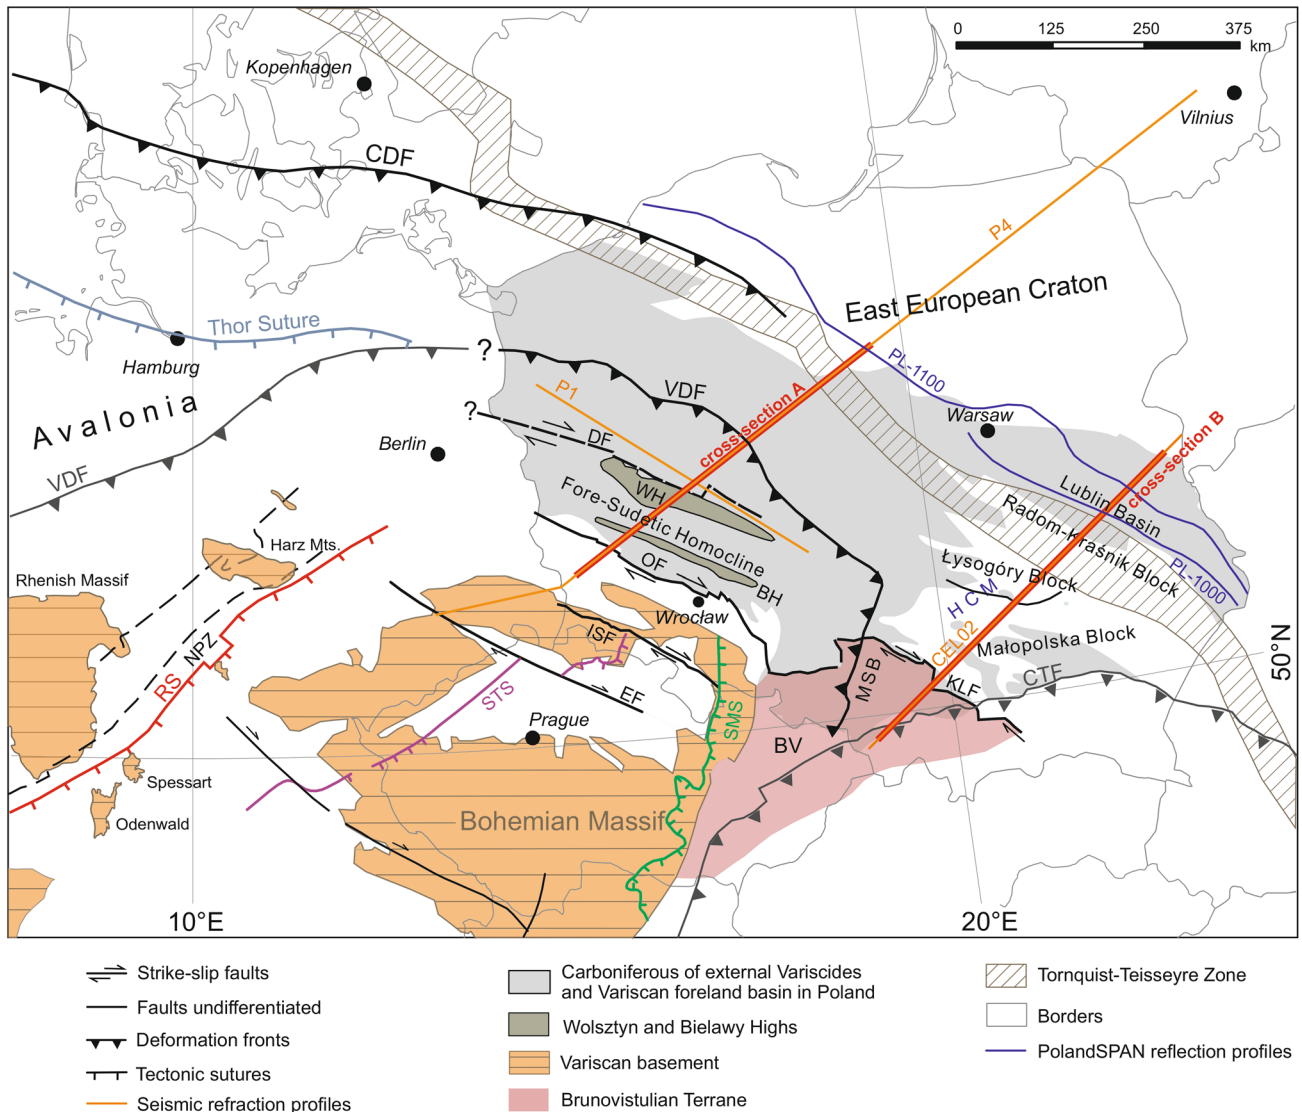 0 125 250 375
km
Kopenhagen
Vilnius
CDF
P4
East European Craton
Thor Suture
Hamburg
?
PL-1100
VDF
P1
cross-section A
Avalonia
?
Warsaw
DF
Berlin
cross-section B
VDF
WH
Lublin Basin
Fore-Sudetic Homocline
Radom-Kraśnik Block
Harz Mts.
OF
Łysogóry Block
PL-1000
Rhenish Massif
BH
HCM
Wrocław
ISF
CEL02
Małopolska Block
50°N
NPZ
RS
MSB
CTF
KLF
STS
EF
SMS
Prague
BV
Spessart
Odenwald
Bohemian Massif
10°E
20°E
Strike-slip faults
Faults undifferentiated
Deformation fronts
Tectonic sutures
Seismic refraction profiles
Carboniferous of external Variscides
and Variscan foreland basin in Poland
Wolsztyn and Bielawy Highs
Variscan basement
Brunovistulian Terrane
Tornquist-Teisseyre Zone
Borders
PolandSPAN reflection profiles